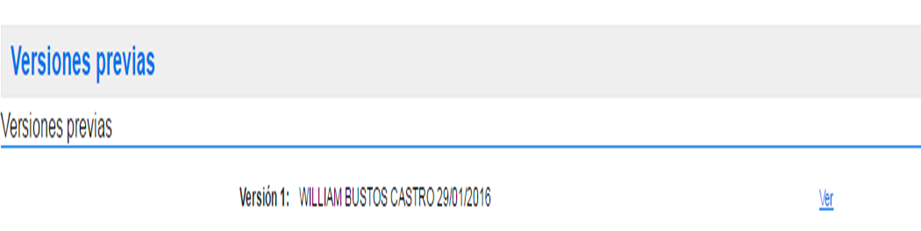 Versiones previas
Versiones previas
Versión 1: WILLIAM BUSTOS CASTRO 29/01/2016 Ver